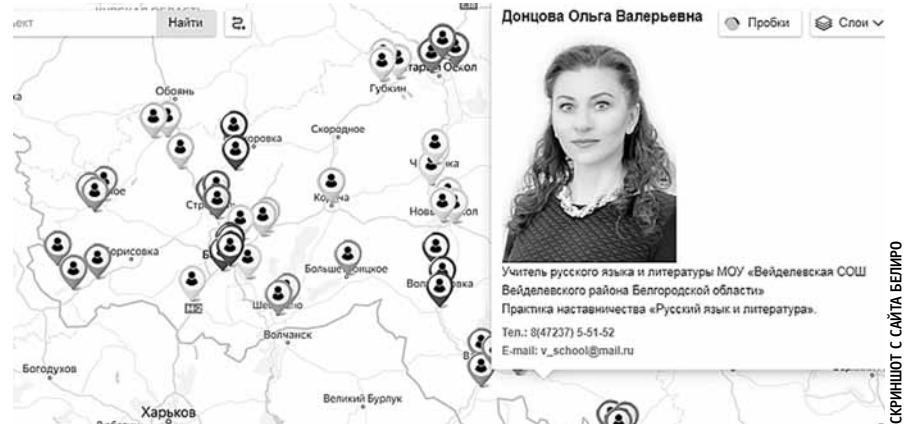 Найти
Обоянь
Губкин
Скородное
Борисовка
Волчанск
Богодухов
Великий Бурлук
Харьков
Донцова Ольга Валерьевна
Пробки
Слои
Учитель русского языка и литературы МОУ «Вейделевская СОШ
Вейделевского района Белгородской области»
Практика наставничества «Русский язык и литература».
Тел.: 8(47237) 5-51-52
E-mail: v_school@mail.ru
СКРИНШОТ С САЙТА БЕЛИРО